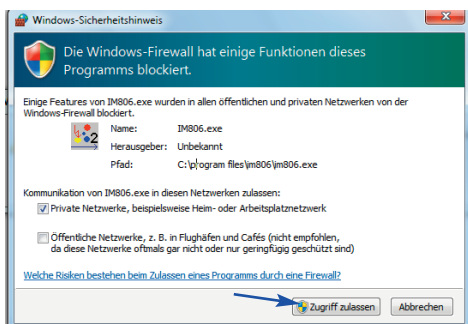 Windows-Sicherheitshinweis
Die Windows-Firewall hat einige Funktionen dieses
Programms blockiert.
Einige Features von IM806.exe wurden in allen öffentlichen und privaten Netzwerken von der
Windows-Firewall blockiert.
Name: IM806.exe
Herausgeber: Unbekannt
Pfad: C:\program files\im806\im806.exe
Kommunikation von IM806.exe in diesen Netzwerken zulassen:
Private Netzwerke, beispielsweise Heim- oder Arbeitsplatznetzwerk
Öffentliche Netzwerke, z. B. in Flughäfen und Cafés (nicht empfohlen,
da diese Netzwerke oftmals gar nicht oder nur geringfügig geschützt sind)
Welche Risiken bestehen beim Zulassen eines Programms durch eine Firewall?
Zugriff zulassen Abbrechen